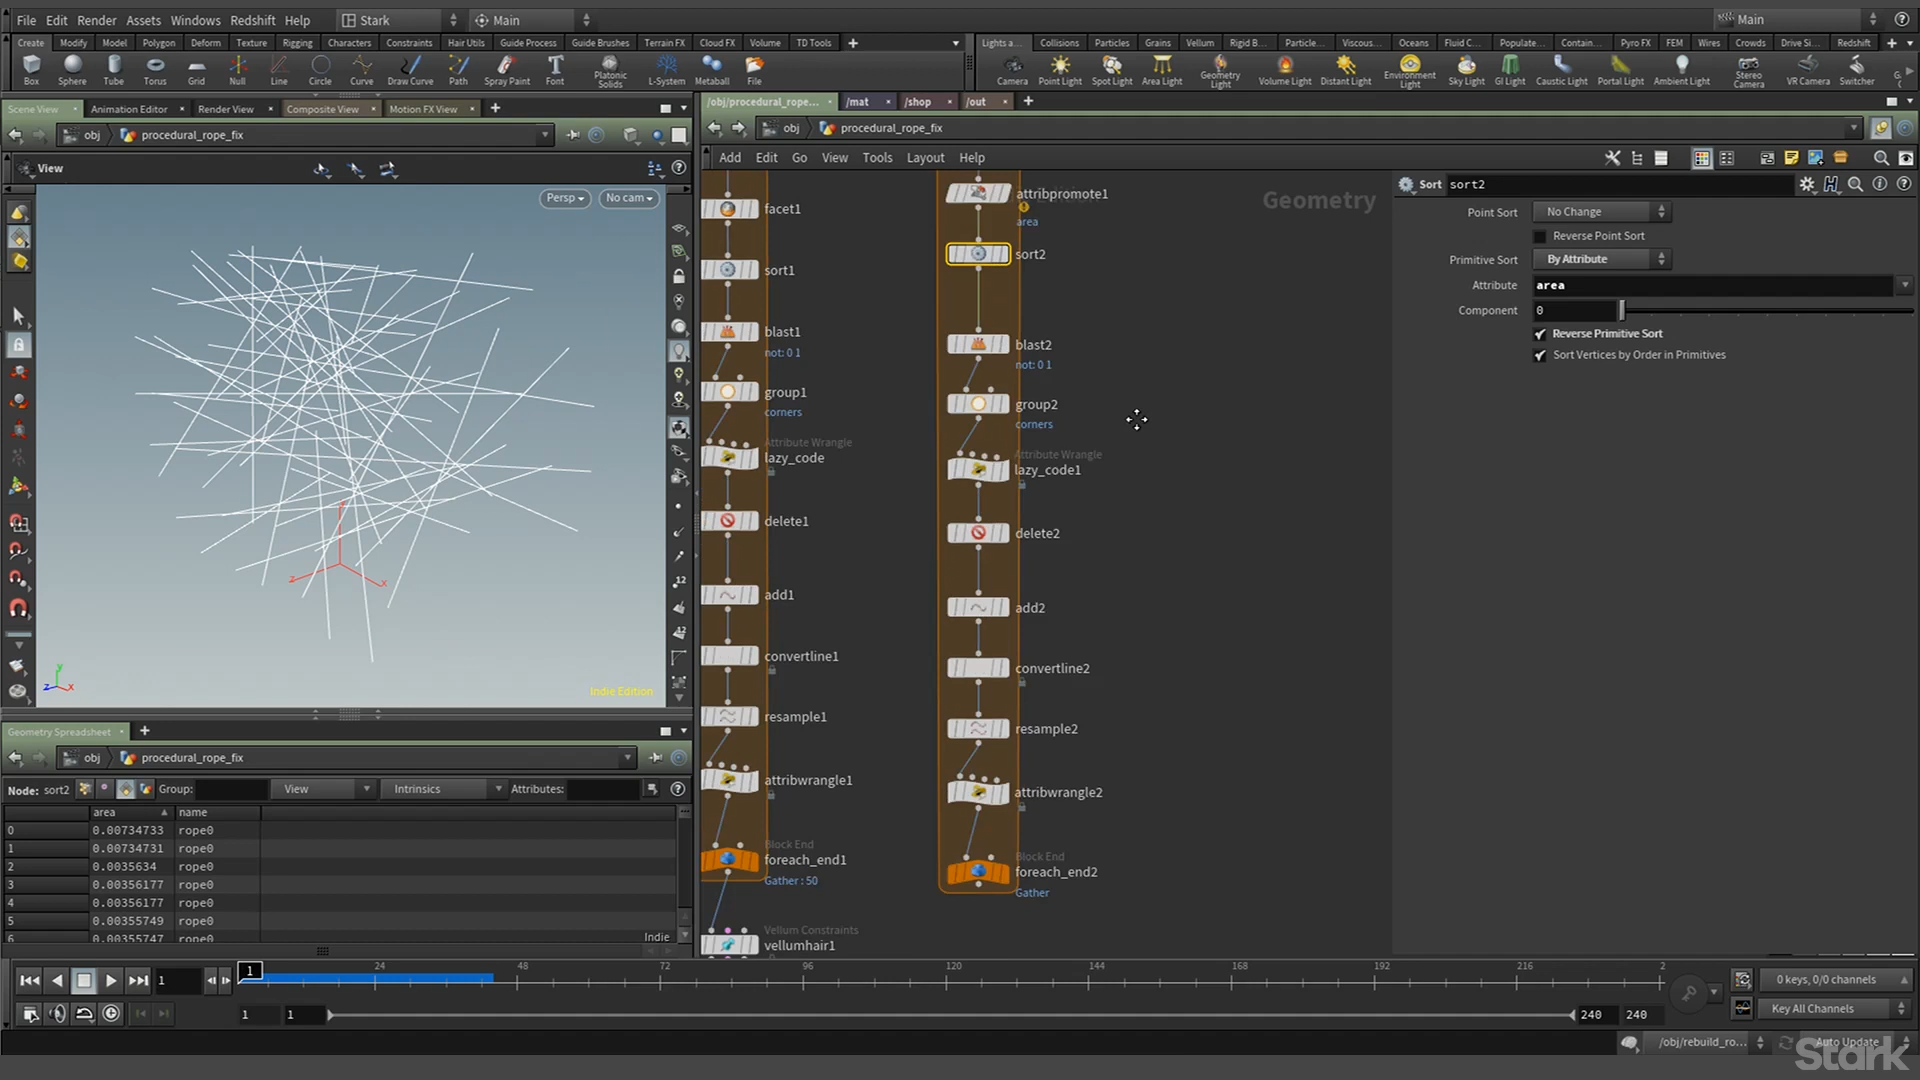 File Edit Render Assets Windows Redshift Help Stark Main Main
Create Modify Model Polygon Deform Texture Rigging Characters Constraints Hair Utils Guide Process Guide Brushes Terrain FX Cloud FX Volume TD Tools
Lights a... Collisions Particles Grains Vellum Rigid B... Particle... Viscous... Oceans Fluid C... Populate... Contain... Pyro FX FEM Wires Crowds Drive Si... Redshift
Box Sphere Tube Torus Grid Null Line Circle Curve Draw Curve Path Spray Paint Font Platonic Solids L-System Metaball File
Camera Point Light Spot Light Area Light Geometry Light Volume Light Distant Light Environment Light Sky Light GI Light Caustic Light Portal Light Ambient Light Stereo Camera VR Camera Switcher
Scene View Animation Editor Render View Composite View Motion FX View
obj procedural_rope_fix
View
Persp No cam
Indie Edition
y
z x
z x
12
12
Geometry Spreadsheet
obj procedural_rope_fix
Node: sort2 Group: View Intrinsics Attributes:
area name
0 0.00734733 rope0
1 0.00734731 rope0
2 0.0035634 rope0
3 0.00356177 rope0
4 0.00356177 rope0
5 0.00355749 rope0
6 0.00355747 rope0
Indie
/obj/procedural_rope... /mat /shop /out
obj procedural_rope_fix
Add Edit Go View Tools Layout Help
Geometry
facet1
sort1
blast1
not: 0 1
group1
corners
Attribute Wrangle
lazy_code
delete1
add1
convertline1
resample1
attribwrangle1
Block End
foreach_end1
Gather : 50
Vellum Constraints
vellumhair1
attribpromote1
area
sort2
blast2
not: 0 1
group2
corners
Attribute Wrangle
lazy_code1
delete2
add2
convertline2
resample2
attribwrangle2
Block End
foreach_end2
Gather
Sort sort2
Point Sort No Change
Reverse Point Sort
Primitive Sort By Attribute
Attribute area
Component 0
Reverse Primitive Sort
Sort Vertices by Order in Primitives
1 1 24 48 72 96 120 144 168 192 216 2
0 keys, 0/0 channels
1 1 240 240
Key All Channels
/obj/rebuild_ro... Auto Update
Stark